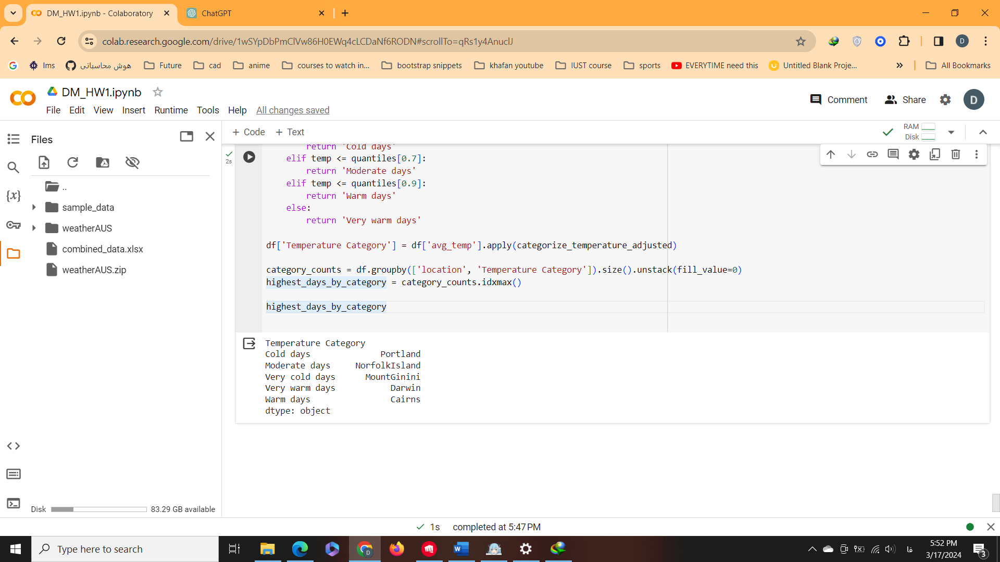 DM_HW1.ipynb - Colaboratory
ChatGPT
colab.research.google.com/drive/1wSYpDbPmClVw86H0EWq4cLCDaNf6RODN#scrollTo=qRs1y4AnuclJ
D
lms
هوش محاسباتی
Future
cad
anime
courses to watch in...
bootstrap snippets
khafan youtube
IUST course
sports
EVERYTIME need this
Untitled Blank Proje...
All Bookmarks
DM_HW1.ipynb
Comment
Share
D
File Edit View Insert Runtime Tools Help All changes saved
Files
+ Code + Text
RAM
Disk
..
sample_data
weatherAUS
combined_data.xlsx
weatherAUS.zip
{x}
2s
return 'Cold days'
elif temp <= quantiles[0.7]:
return 'Moderate days'
elif temp <= quantiles[0.9]:
return 'Warm days'
else:
return 'Very warm days'
df['Temperature Category'] = df['avg_temp'].apply(categorize_temperature_adjusted)
category_counts = df.groupby(['location', 'Temperature Category']).size().unstack(fill_value=0)
highest_days_by_category = category_counts.idxmax()
highest_days_by_category
Temperature Category
Cold days Portland
Moderate days NorfolkIsland
Very cold days MountGinini
Very warm days Darwin
Warm days Cairns
dtype: object
Disk 83.29 GB available
1s completed at 5:47 PM
Type here to search
فا
5:52 PM
3/17/2024
3